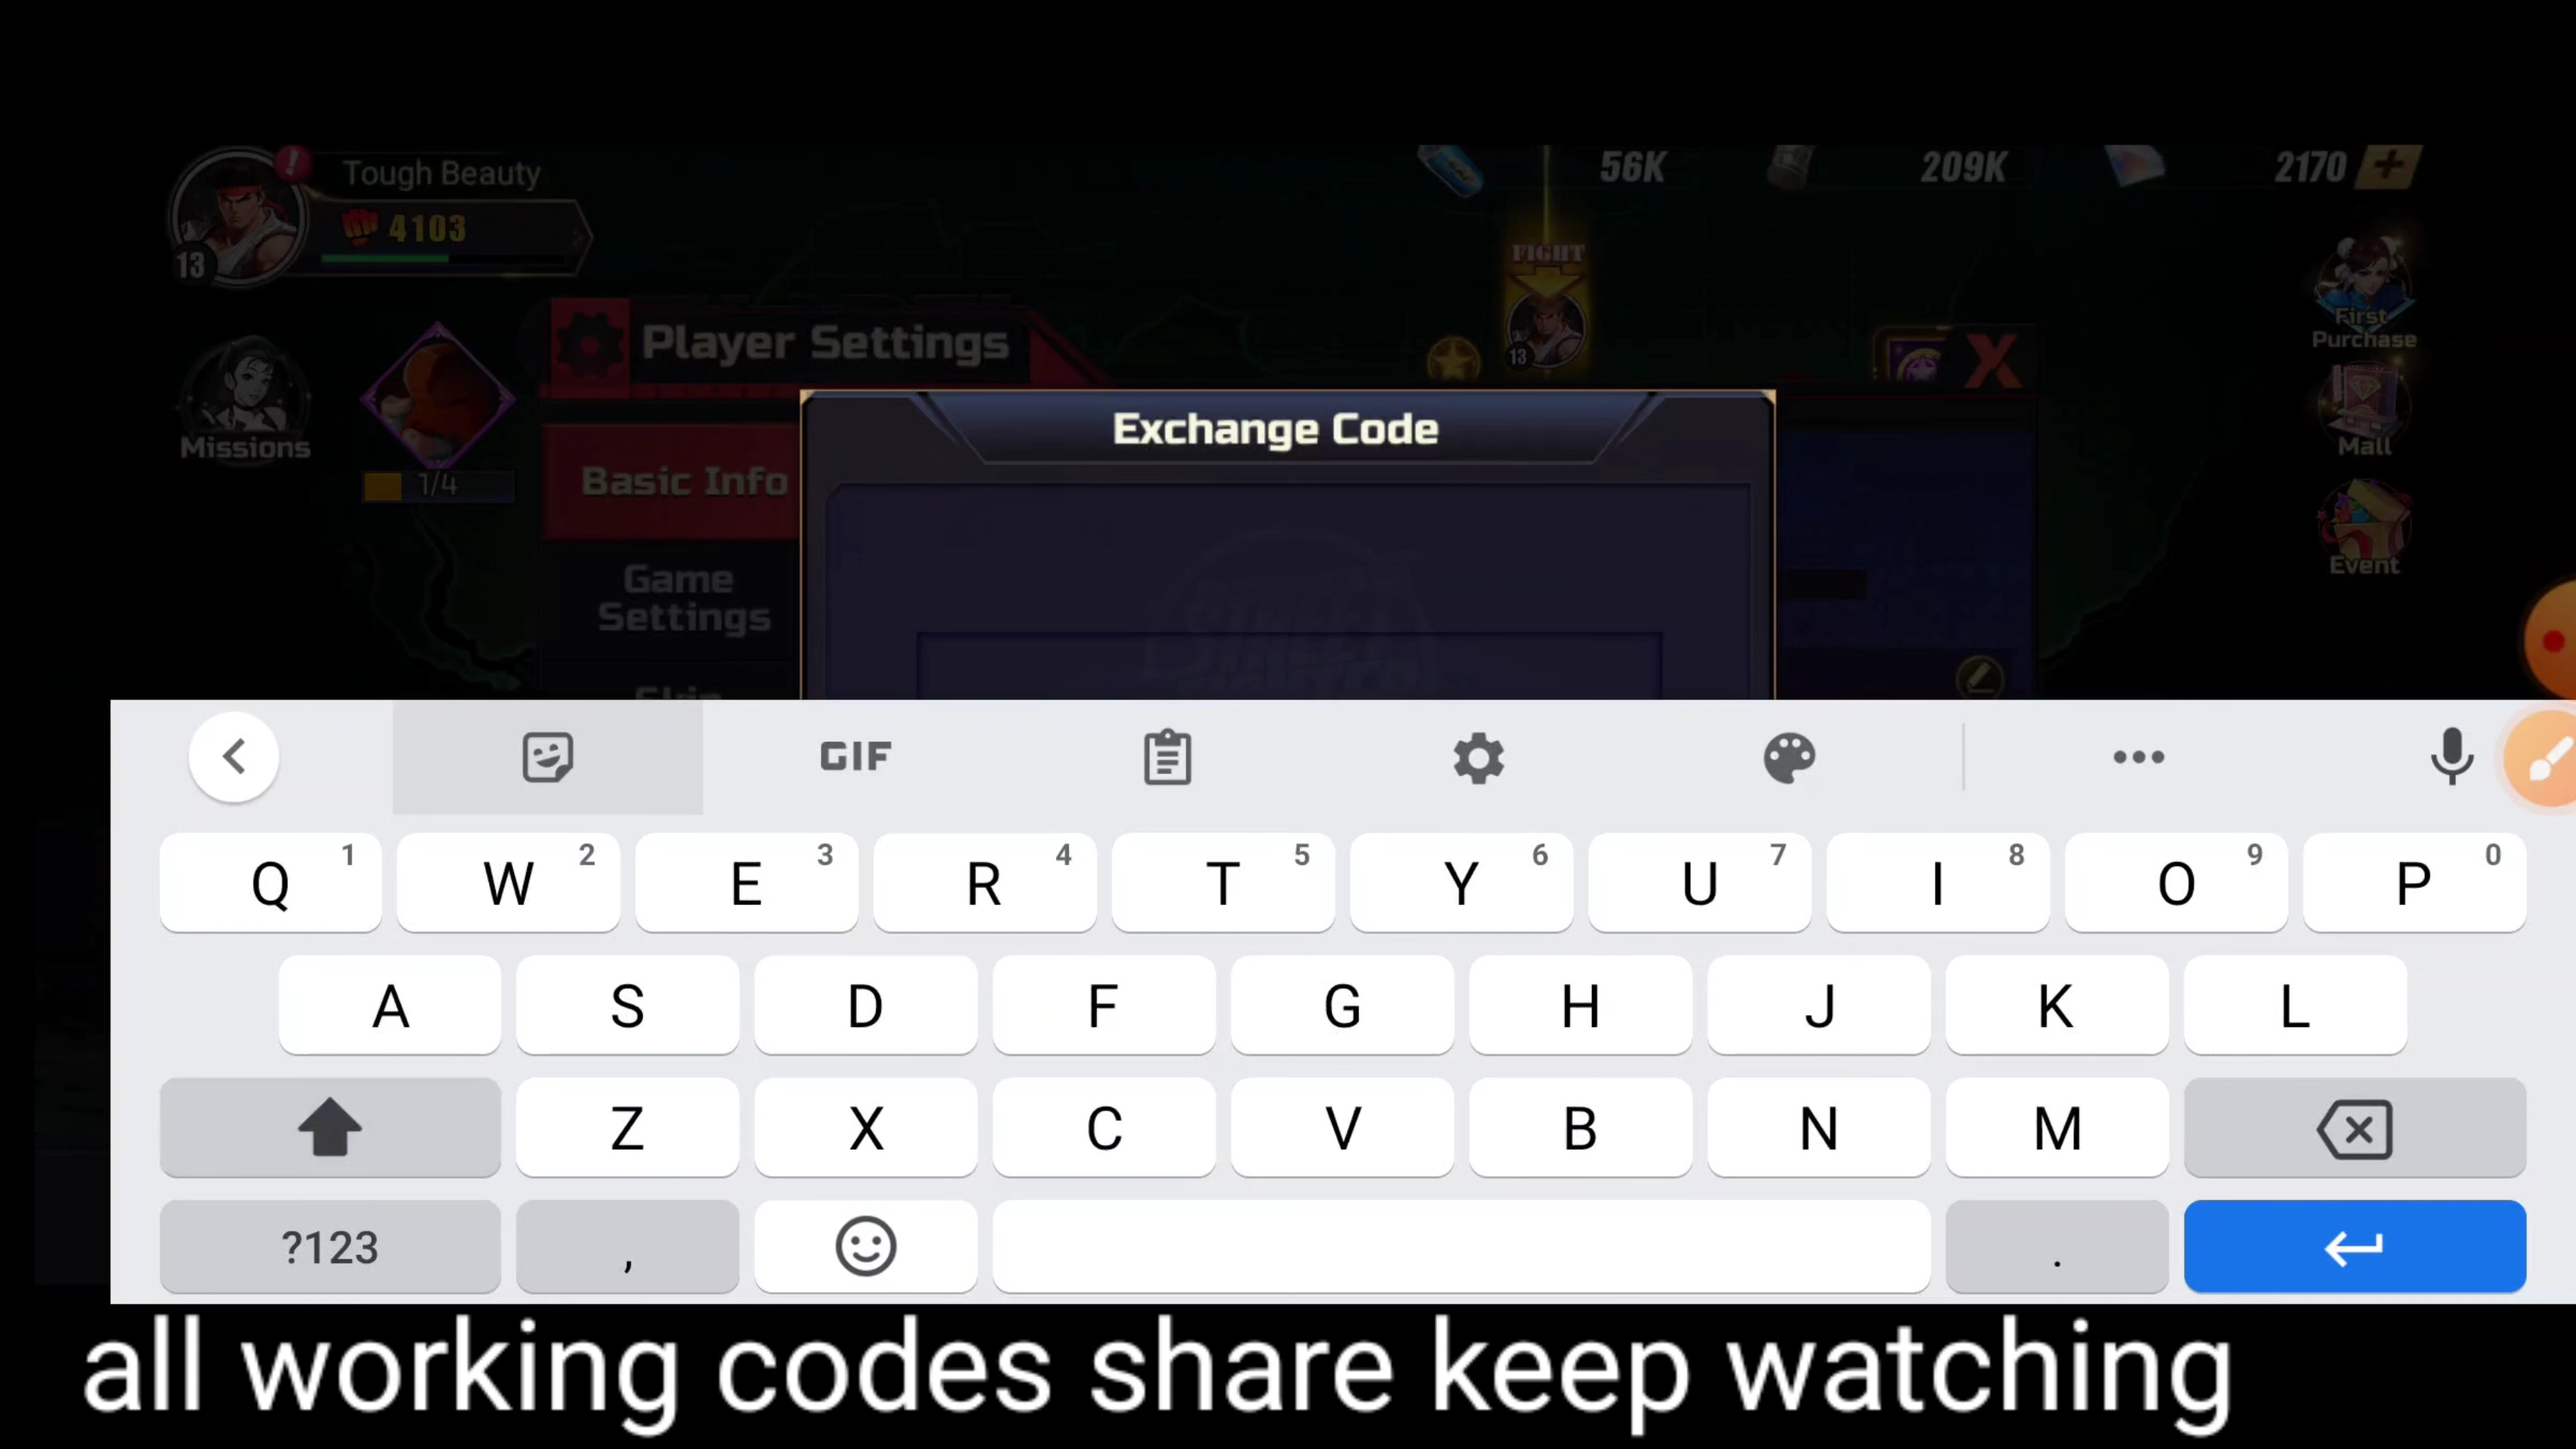 Tough Beauty
56K
209K
2170
4103
13
FIGHT
13
Player Settings
First
Purchase
Missions
Exchange Code
Mall
Basic Info
1/4
Event
Game
Settings
STREET
GIF
Q 1 W 2 E 3 R 4 T 5 Y 6 U 7 I 8 O 9 P 0
A S D F G H J K L
Z X C V B N M
?123 , .
all working codes share keep watching